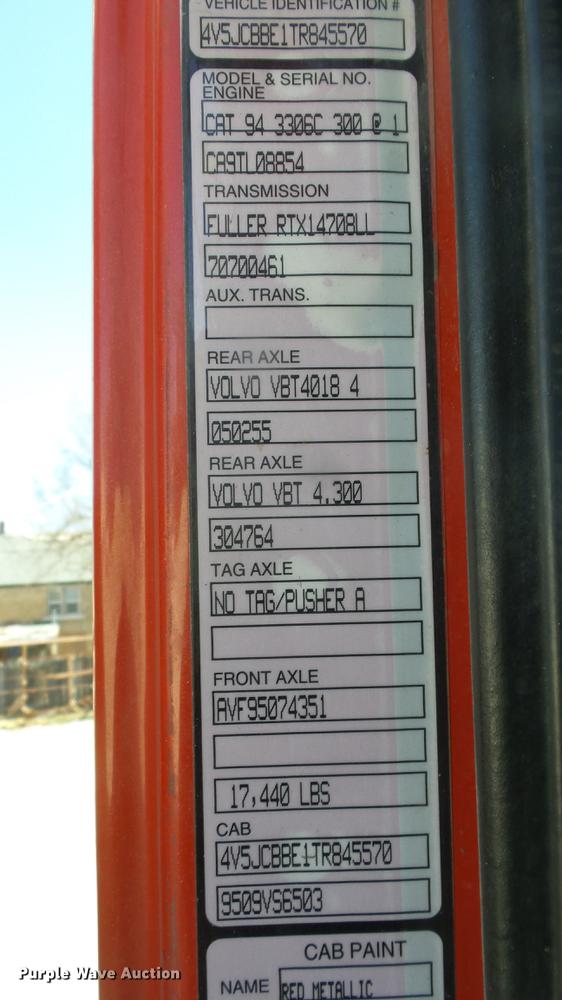 VEHICLE IDENTIFICATION #
4V5JCBBE1TR845570
MODEL & SERIAL NO.
ENGINE
CAT 94 3306C 300 @ 1
CA9TL08854
TRANSMISSION
FULLER RTX14708LL
70700461
AUX. TRANS.
REAR AXLE
VOLVO VBT4018 4
050255
REAR AXLE
VOLVO VBT 4.300
304764
TAG AXLE
NO TAG/PUSHER A
FRONT AXLE
AVF95074351
17,440 LBS
CAB
4V5JCBBE1TR845570
9509VS6503
CAB PAINT
NAME RED METALLIC
Purple Wave Auction